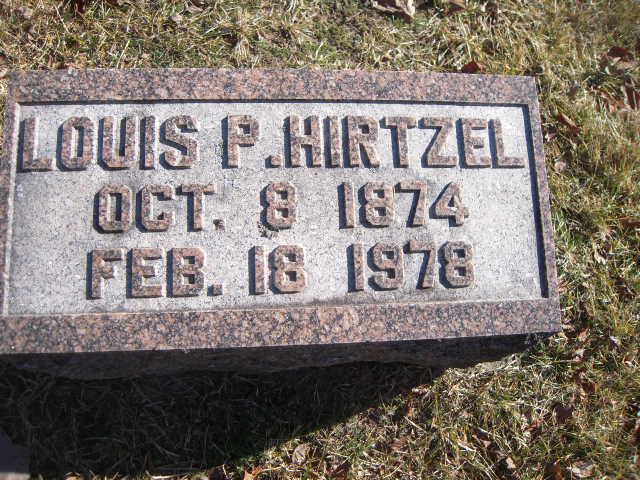 LOUIS P. HIRTZEL
OCT. 8 1874
FEB. 18 1978